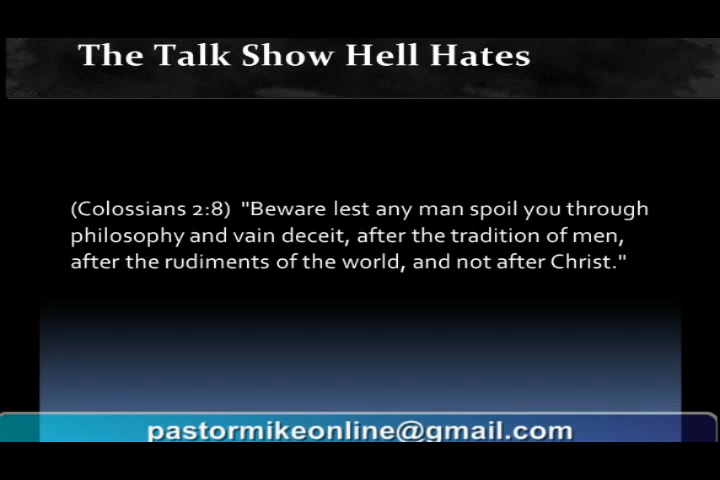 The Talk Show Hell Hates
(Colossians 2:8) "Beware lest any man spoil you through
philosophy and vain deceit, after the tradition of men,
after the rudiments of the world, and not after Christ."
pastormikeonline@gmail.com